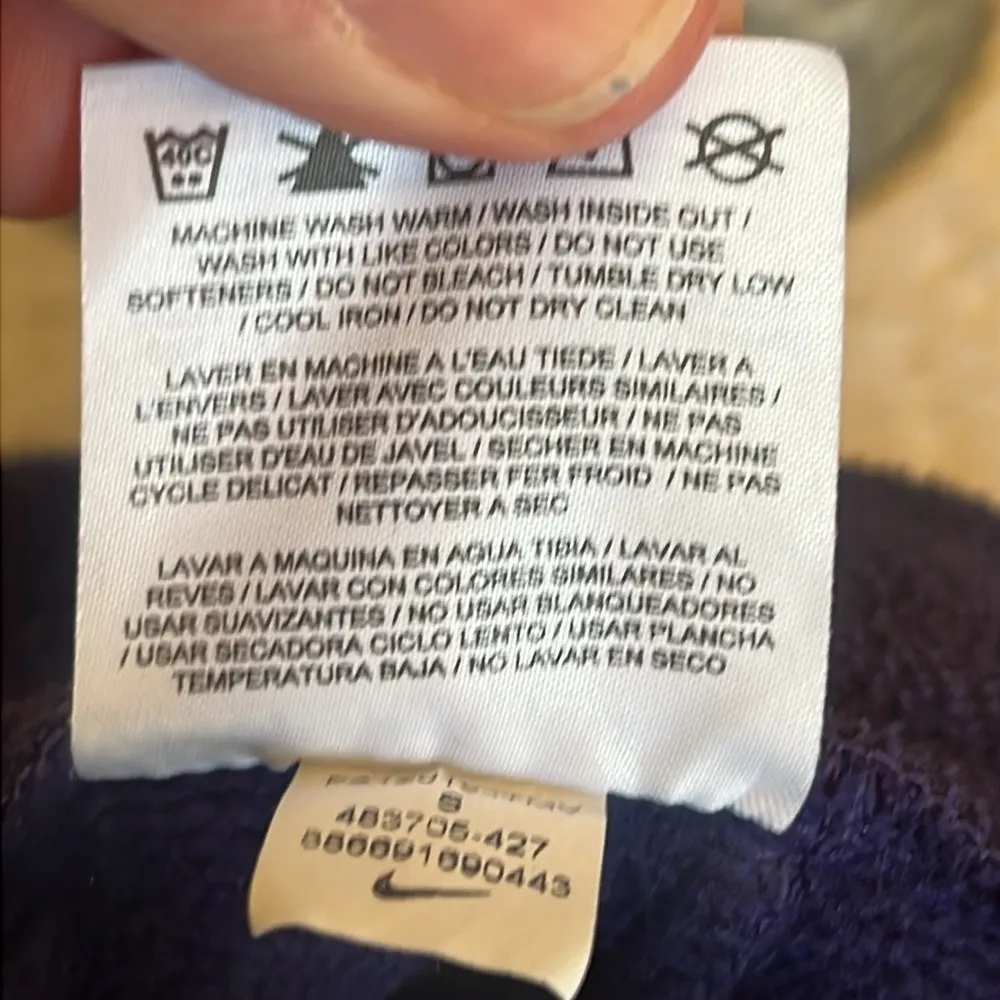 40C
MACHINE WASH WARM / WASH INSIDE OUT /
WASH WITH LIKE COLORS / DO NOT USE
SOFTENERS / DO NOT BLEACH / TUMBLE DRY LOW
/ COOL IRON / DO NOT DRY CLEAN
LAVER EN MACHINE A L'EAU TIEDE / LAVER A
L'ENVERS / LAVER AVEC COULEURS SIMILAIRES /
NE PAS UTILISER D'ADOUCISSEUR / NE PAS
UTILISER D'EAU DE JAVEL / SECHER EN MACHINE
CYCLE DELICAT / REPASSER FER FROID / NE PAS
NETTOYER A SEC
LAVAR A MAQUINA EN AGUA TIBIA / LAVAR AL
REVES / LAVAR CON COLORES SIMILARES / NO
USAR SUAVIZANTES / NO USAR BLANQUEADORES
/ USAR SECADORA CICLO LENTO / USAR PLANCHA
TEMPERATURA BAJA / NO LAVAR EN SECO
S
483705-427
886691690443